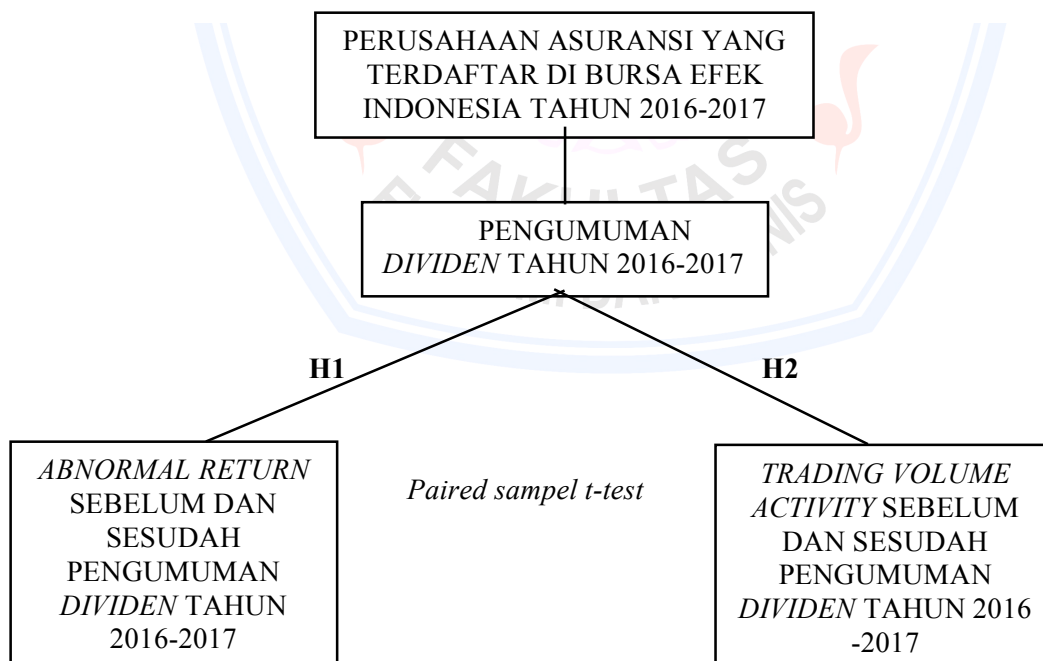 PERUSAHAAN ASURANSI YANG
TERDAFTAR DI BURSA EFEK
INDONESIA TAHUN 2016-2017
FAKULTAS
PENGUMUMAN
DIVIDEN TAHUN 2016-2017
H1
H2
ABNORMAL RETURN
SEBELUM DAN
SESUDAH
PENGUMUMAN
DIVIDEN TAHUN
2016-2017
Paired sampel t-test
TRADING VOLUME
ACTIVITY SEBELUM
DAN SESUDAH
PENGUMUMAN
DIVIDEN TAHUN 2016
-2017